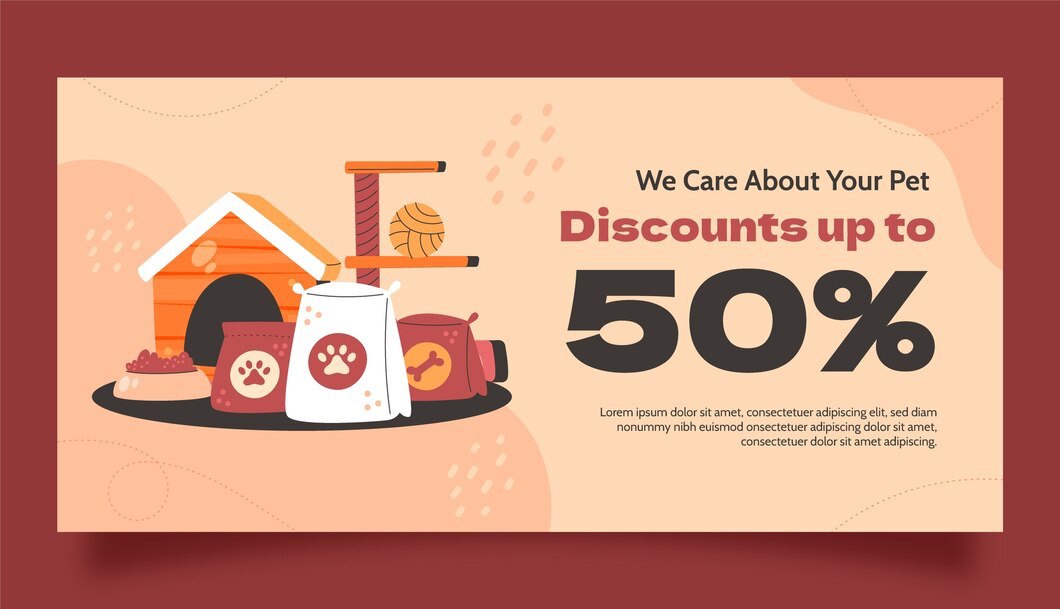 We Care About Your Pet
Discounts up to
50%
Lorem ipsum dolor sit amet, consectetuer adipiscing elit, sed diam
nonummy nibh euismod onsectetuer dolor sit amet, adipiscing,
consectetuer dolor sit amet adipiscing.